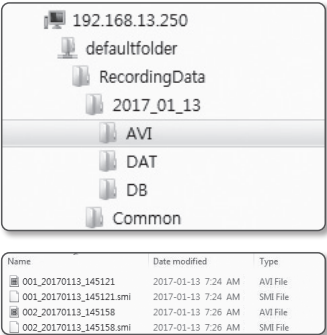 192.168.13.250
defaultfolder
RecordingData
2017_01_13
AVI
DAT
DB
Common
Name Date modified Type
001_20170113_145121 2017-01-13 7:24 AM AVI File
001_20170113_145121.smi 2017-01-13 7:24 AM SMI File
002_20170113_145158 2017-01-13 7:26 AM AVI File
002_20170113_145158.smi 2017-01-13 7:26 AM SMI File